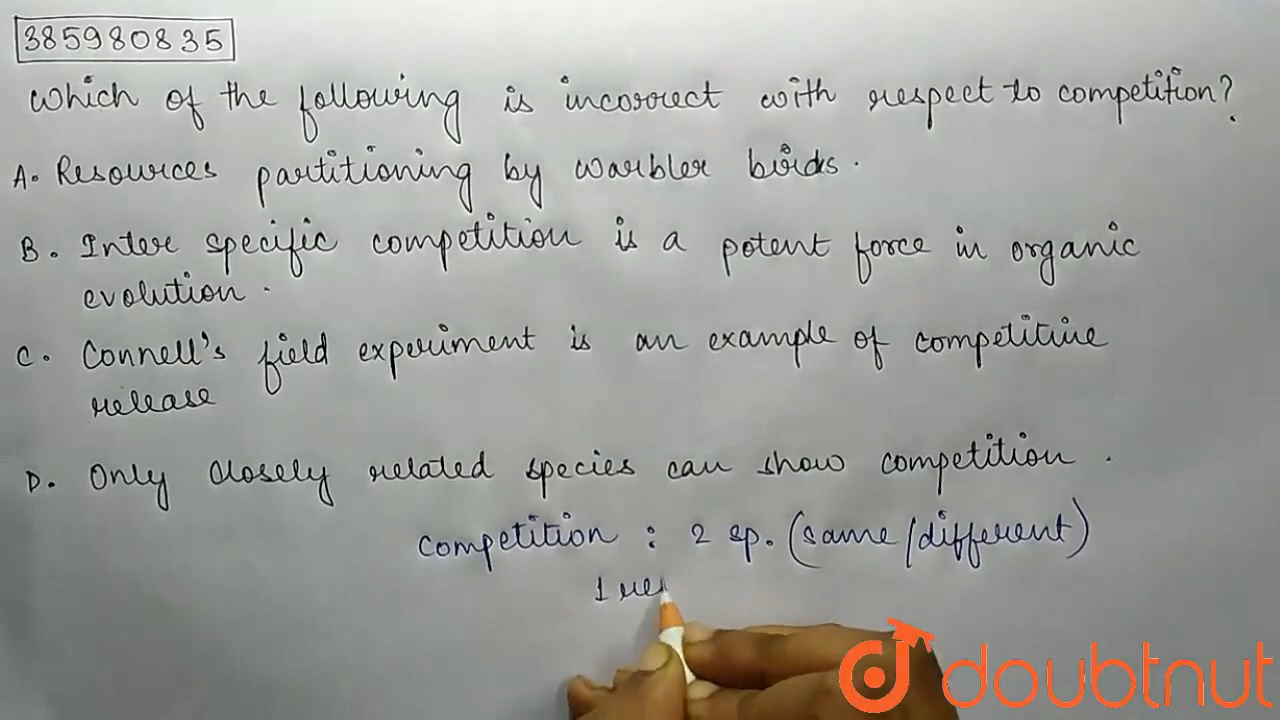 385980835
Which of the following is incorrect with respect to competition?
A. Resources partitioning by warbler birds.
B. Inter specific competition is a potent force in organic
evolution.
C. Connell's field experiment is an example of competitive
release
D. Only closely related species can show competition.
competition : 2 sp. (same/different)
1 res
doubtnut